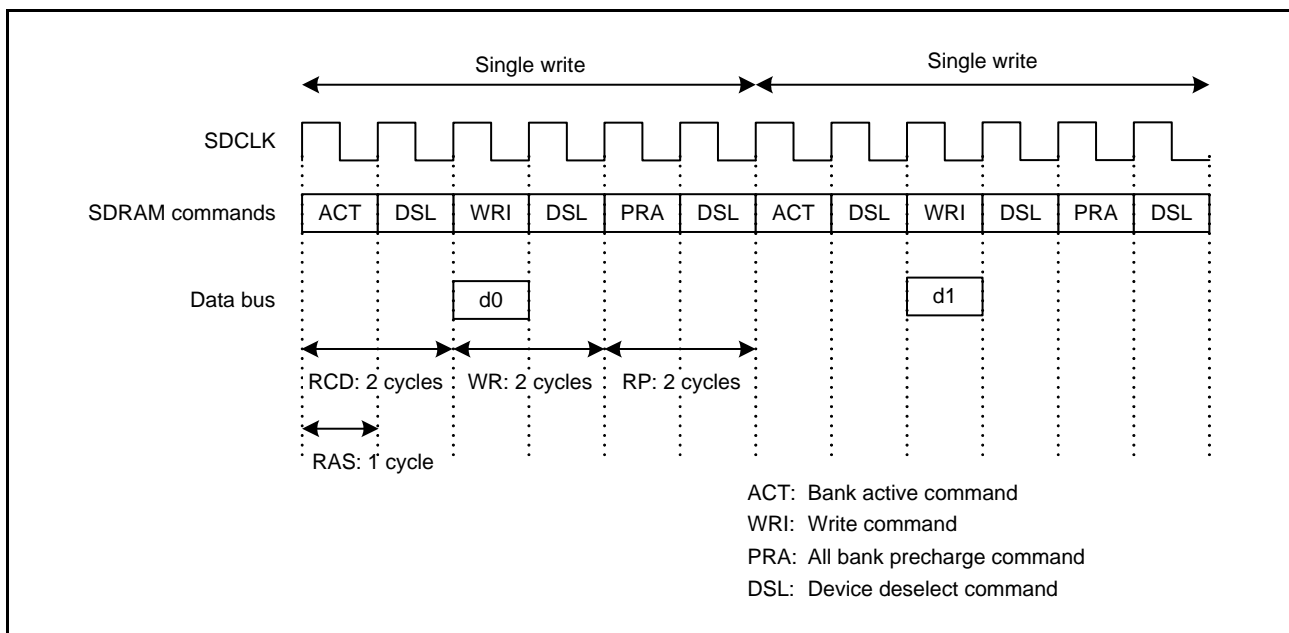 Single write Single write
SDCLK
SDRAM commands ACT DSL WRI DSL PRA DSL ACT DSL WRI DSL PRA DSL
Data bus d0 d1
RCD: 2 cycles WR: 2 cycles RP: 2 cycles
RAS: 1 cycle
ACT: Bank active command
WRI: Write command
PRA: All bank precharge command
DSL: Device deselect command